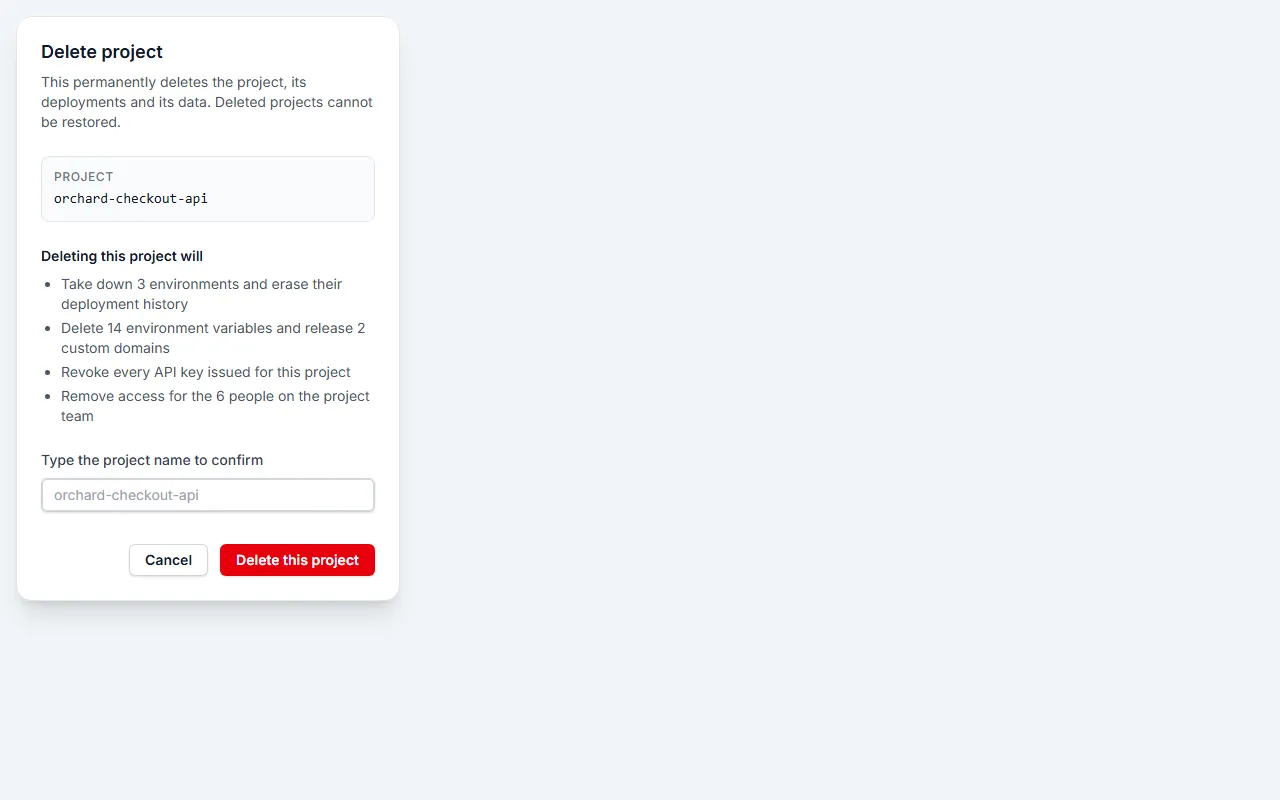 Delete project
This permanently deletes the project, its
deployments and its data. Deleted projects cannot
be restored.
PROJECT
orchard-checkout-api
Deleting this project will
Take down 3 environments and erase their
deployment history
Delete 14 environment variables and release 2
custom domains
Revoke every API key issued for this project
Remove access for the 6 people on the project
team
Type the project name to confirm
orchard-checkout-api
Cancel
Delete this project